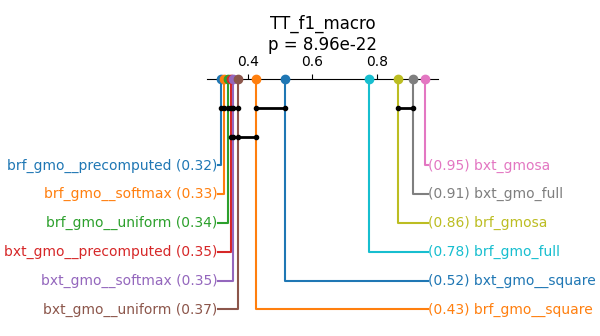 TT_f1_macro
p = 8.96e-22
0.4 0.6 0.8
brf_gmo__precomputed (0.32) (0.95) bxt_gmosa
brf_gmo__softmax (0.33) (0.91) bxt_gmo_full
brf_gmo__uniform (0.34) (0.86) brf_gmosa
bxt_gmo__precomputed (0.35) (0.78) brf_gmo_full
bxt_gmo__softmax (0.35) (0.52) bxt_gmo__square
bxt_gmo__uniform (0.37) (0.43) brf_gmo__square